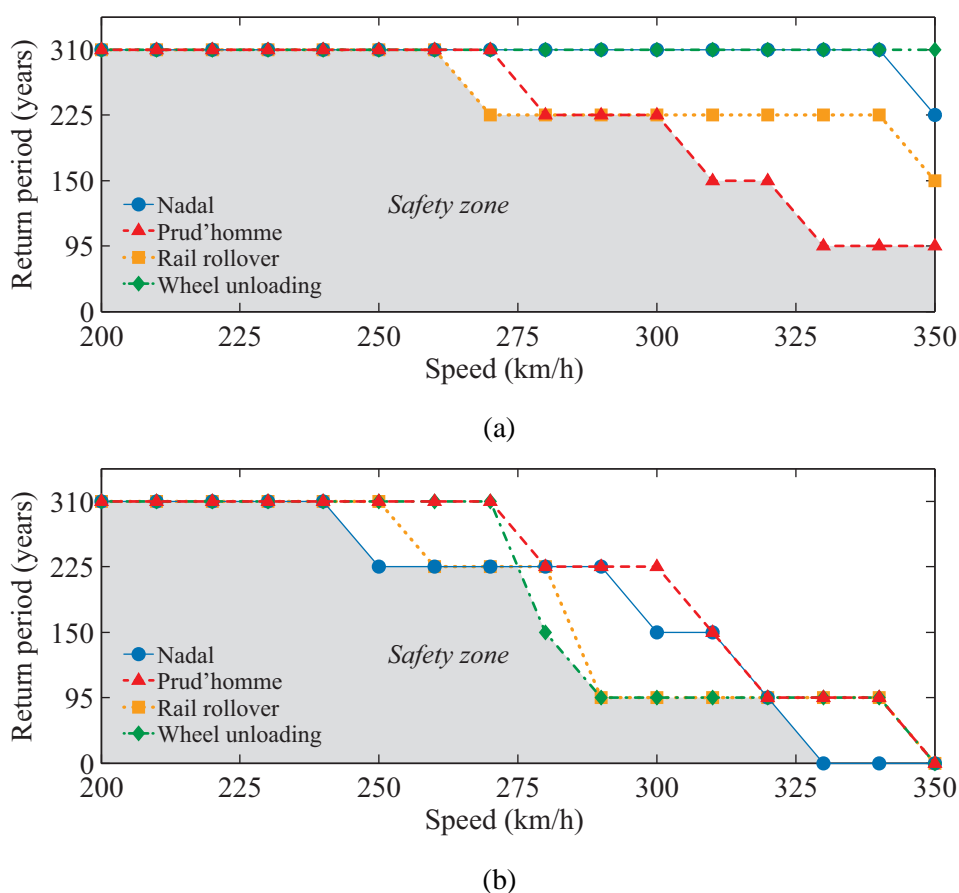 310
225
150
95
0
Return period (years)
Safety zone
Nadal
Prud'homme
Rail rollover
Wheel unloading
200 225 250 275 300 325 350
Speed (km/h)
(a)
310
225
150
95
0
Return period (years)
Safety zone
Nadal
Prud'homme
Rail rollover
Wheel unloading
200 225 250 275 300 325 350
Speed (km/h)
(b)